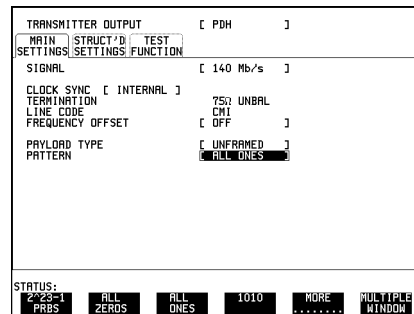 TRANSMITTER OUTPUT [ PDH ]
MAIN STRUCT'D TEST
SETTINGS SETTINGS FUNCTION
SIGNAL [ 140 Mb/s ]
CLOCK SYNC [ INTERNAL ]
TERMINATION 75Ω UNBAL
LINE CODE CMI
FREQUENCY OFFSET [ OFF ]
PAYLOAD TYPE [ UNFRAMED ]
PATTERN [ ALL ONES ]
STATUS:
2^23-1 ALL ALL 1010 MORE MULTIPLE
PRBS ZEROS ONES ........ WINDOW